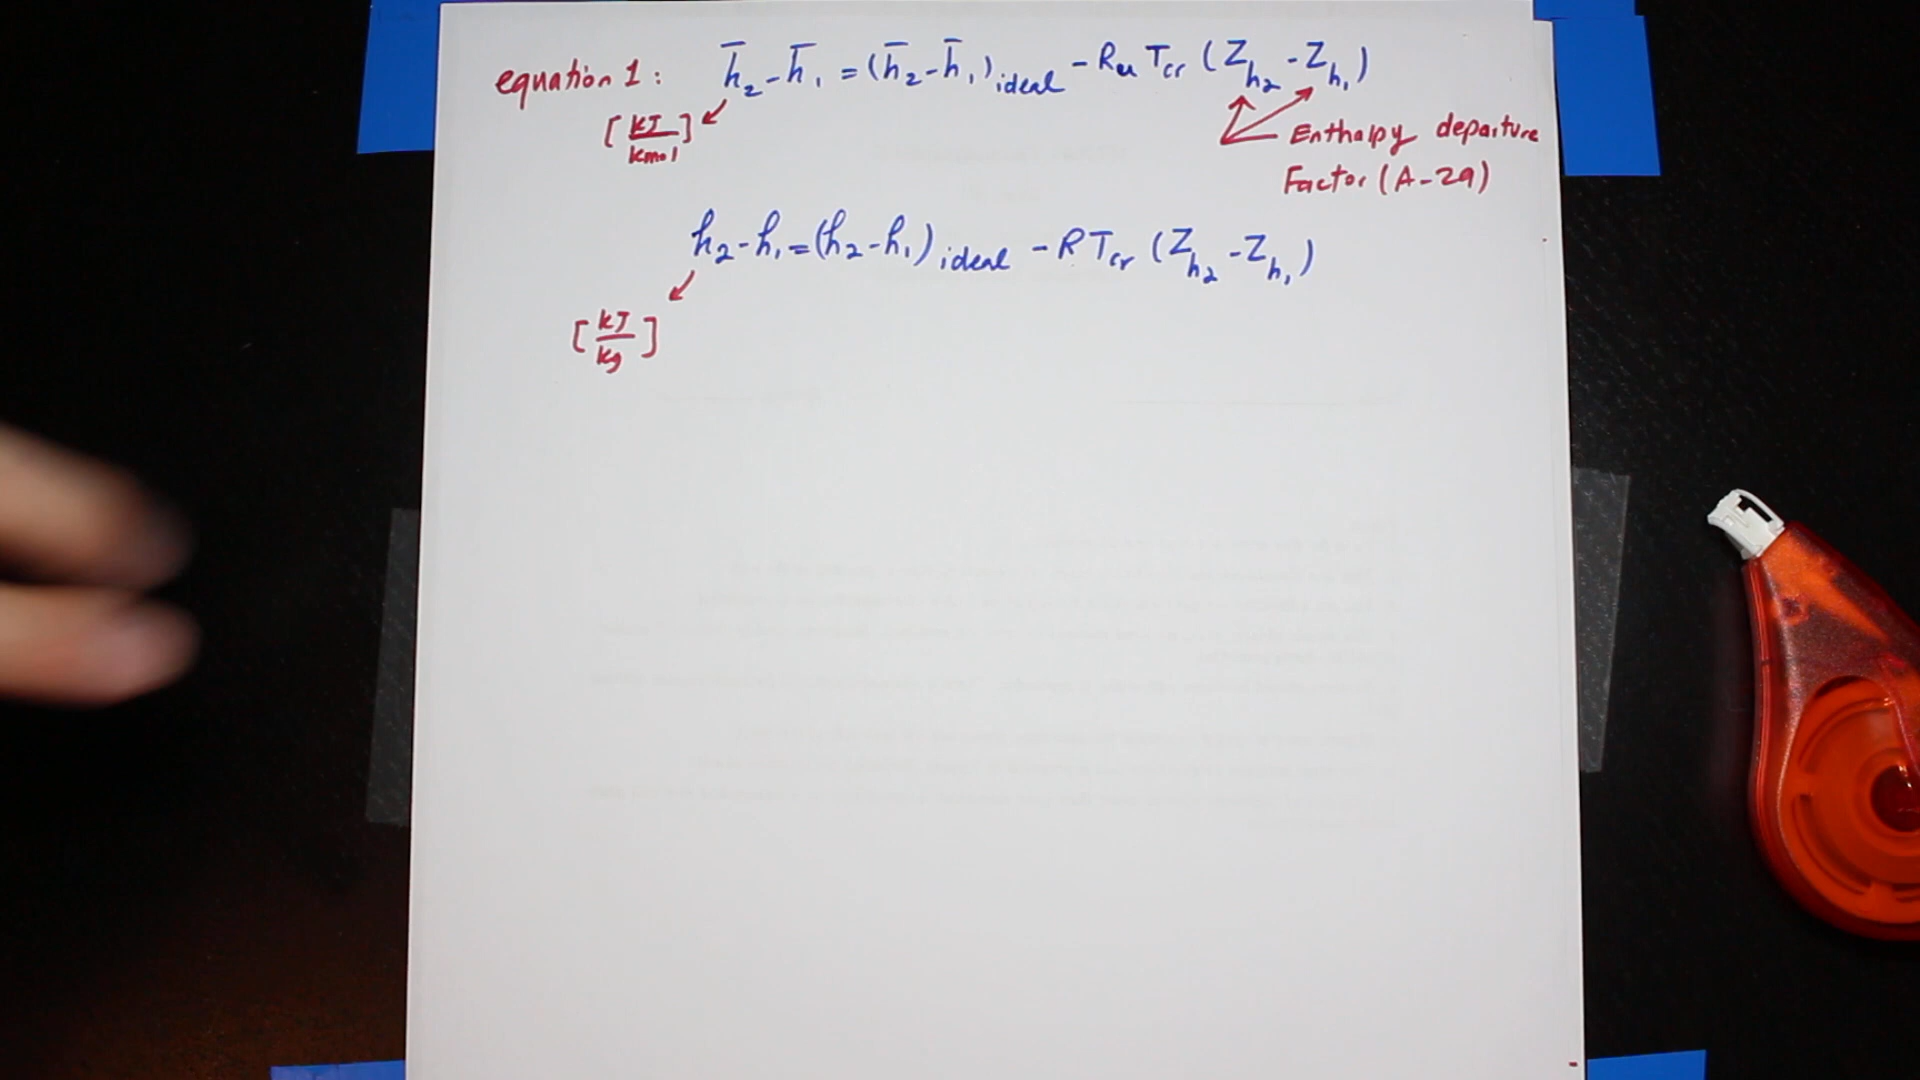 equation 1: h̄₂ - h̄₁ = (h̄₂ - h̄₁)ideal - Ru Tcr (Zh₂ - Zh₁)
[kJ/kmol]
Enthalpy departure
Factor (A-29)
h₂ - h₁ = (h₂ - h₁)ideal - R Tcr (Zh₂ - Zh₁)
[kJ/kg]